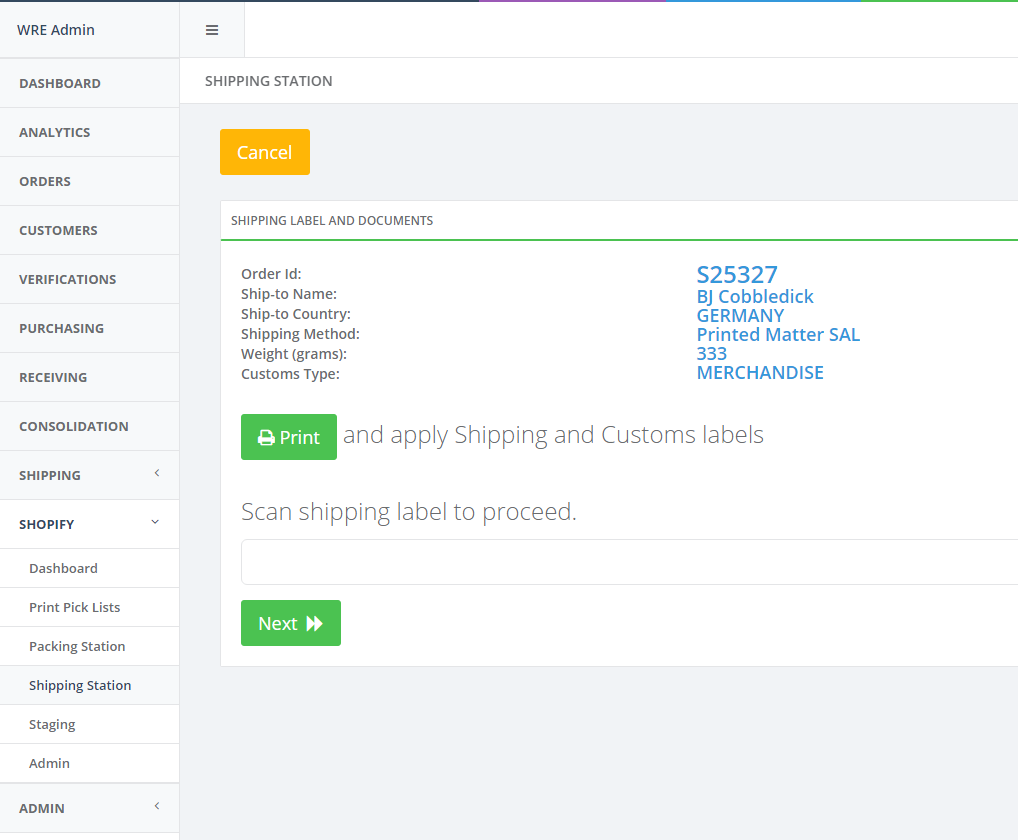 WRE Admin
DASHBOARD
ANALYTICS
ORDERS
CUSTOMERS
VERIFICATIONS
PURCHASING
RECEIVING
CONSOLIDATION
SHIPPING
SHOPIFY
Dashboard
Print Pick Lists
Packing Station
Shipping Station
Staging
Admin
ADMIN
SHIPPING STATION
Cancel
SHIPPING LABEL AND DOCUMENTS
Order Id: S25327
Ship-to Name: BJ Cobbledick
Ship-to Country: GERMANY
Shipping Method: Printed Matter SAL
Weight (grams): 333
Customs Type: MERCHANDISE
Print and apply Shipping and Customs labels
Scan shipping label to proceed.
Next